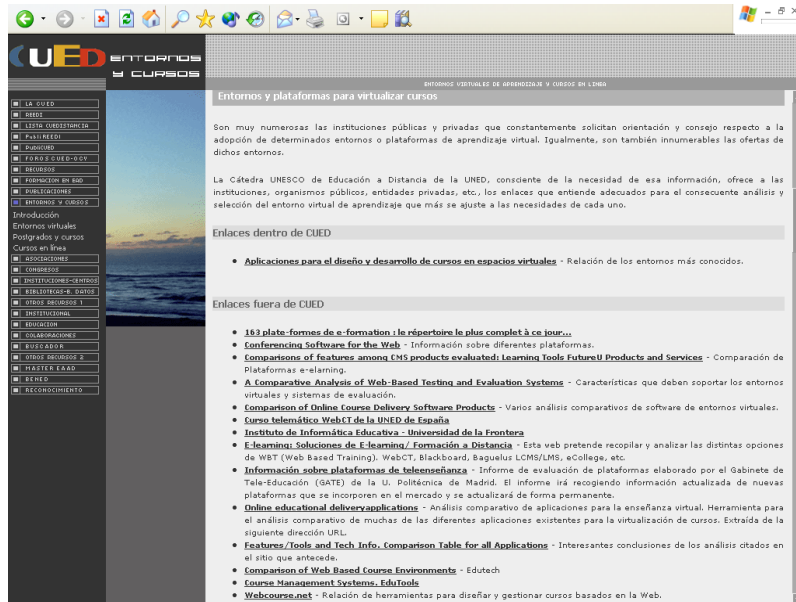 CUED ENTORNOS
Y CURSOS
ENTORNOS VIRTUALES DE APRENDIZAJE Y CURSOS EN LINEA
LA CUED
REEDI
LISTA CUEDISTANCIA
PubliREEDI
PubliCUED
FOROS CUED-OCV
RECURSOS
FORMACION EN EAD
PUBLICACIONES
ENTORNOS Y CURSOS
Introducción
Entornos virtuales
Postgrados y cursos
Cursos en línea
ASOCIACIONES
CONGRESOS
INSTITUCIONES-CENTROS
BIBLIOTECAS-B. DATOS
OTROS RECURSOS 1
INSTITUCIONAL
EDUCACION
COLABORACIONES
BUSCADOR
OTROS RECURSOS 2
MASTER EAAD
BENED
RECONOCIMIENTO
Entornos y plataformas para virtualizar cursos
Son muy numerosas las instituciones públicas y privadas que constantemente solicitan orientación y consejo respecto a la
adopción de determinados entornos o plataformas de aprendizaje virtual. Igualmente, son también innumerables las ofertas de
dichos entornos.
La Cátedra UNESCO de Educación a Distancia de la UNED, consciente de la necesidad de esa información, ofrece a las
instituciones, organismos públicos, entidades privadas, etc., los enlaces que entiende adecuados para el consecuente análisis y
selección del entorno virtual de aprendizaje que más se ajuste a las necesidades de cada uno.
Enlaces dentro de CUED
Aplicaciones para el diseño y desarrollo de cursos en espacios virtuales - Relación de los entornos más conocidos.
Enlaces fuera de CUED
163 plate-formes de e-formation : le répertoire le plus complet à ce jour...
Conferencing Software for the Web - Información sobre diferentes plataformas.
Comparisons of features among CMS products evaluated: Learning Tools FutureU Products and Services - Comparación de
Plataformas e-elarning.
A Comparative Analysis of Web-Based Testing and Evaluation Systems - Características que deben soportar los entornos
virtuales y sistemas de evaluación.
Comparison of Online Course Delivery Software Products - Varios análisis comparativos de software de entornos virtuales.
Curso telemático WebCT de la UNED de España
Instituto de Informática Educativa - Universidad de la Frontera
E-learning: Soluciones de E-learning/ Formación a Distancia - Esta web pretende recopilar y analizar las distintas opciones
de WBT (Web Based Training). WebCT, Blackboard, Baguelus LCMS/LMS, eCollege, etc.
Información sobre plataformas de teleenseñanza - Informe de evaluación de plataformas elaborado por el Gabinete de
Tele-Educación (GATE) de la U. Politécnica de Madrid. El informe irá recogiendo información actualizada de nuevas
plataformas que se incorporen en el mercado y se actualizará de forma permanente.
Online educational deliveryapplications - Análisis comparativo de aplicaciones para la enseñanza virtual. Herramienta para
el análisis comparativo de muchas de las diferentes aplicaciones existentes para la virtualización de cursos. Extraída de la
siguiente dirección URL.
Features/Tools and Tech Info. Comparison Table for all Applications - Interesantes conclusiones de los análisis citados en
el sitio que antecede.
Comparison of Web Based Course Environments - Edutech
Course Management Systems. EduTools
Webcourse.net - Relación de herramientas para diseñar y gestionar cursos basados en la Web.